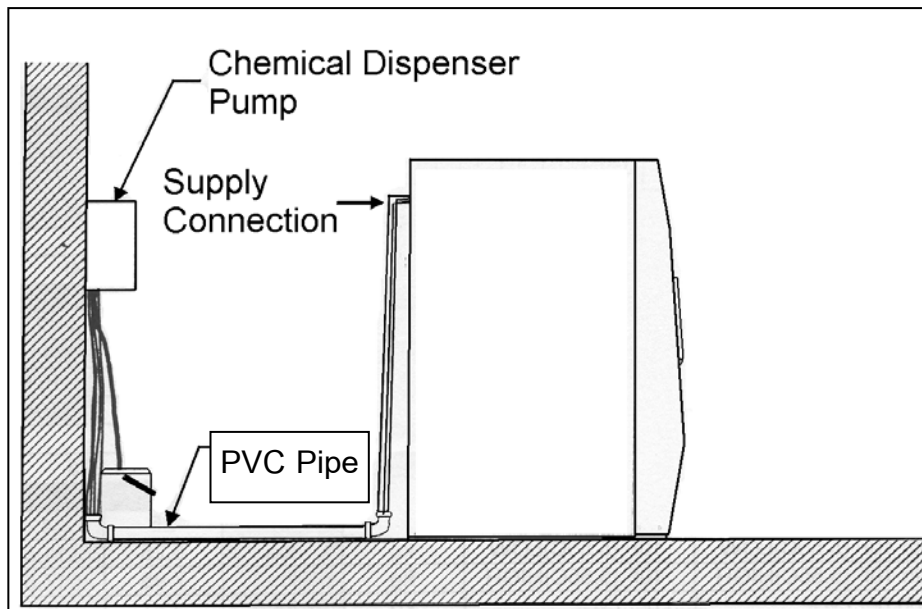 Chemical Dispenser
Pump
Supply
Connection
PVC Pipe